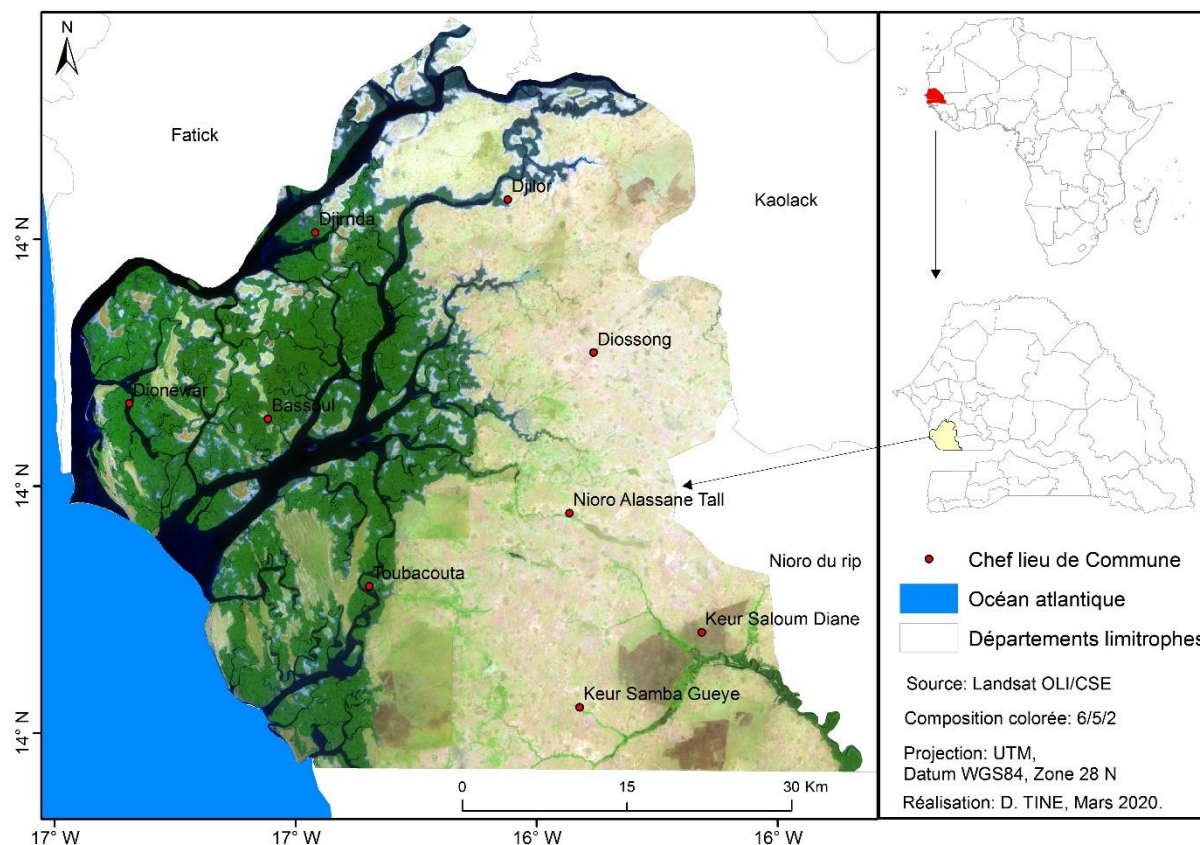 N
Fatick
Kaolack
Djilor
Djirnda
14° N
Diossong
Dionewar
Bassoul
14° N
Nioro Alassane Tall
Nioro du rip
Toubacouta
Keur Saloum Diane
Keur Samba Gueye
14° N
0 15 30 Km
17° W 17° W 16° W 16° W
Chef lieu de Commune
Océan atlantique
Départements limitrophes
Source: Landsat OLI/CSE
Composition colorée: 6/5/2
Projection: UTM,
Datum WGS84, Zone 28 N
Réalisation: D. TINE, Mars 2020.